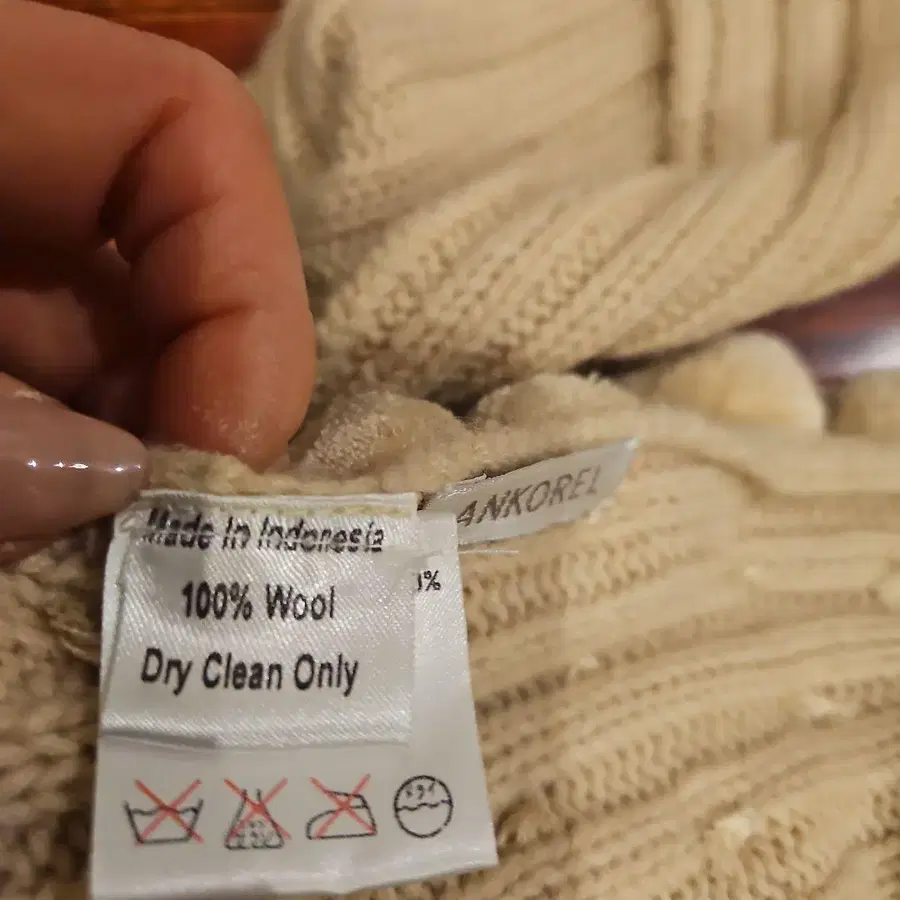 ANKOREL
Made In Indonesia
%
100% Wool
Dry Clean Only